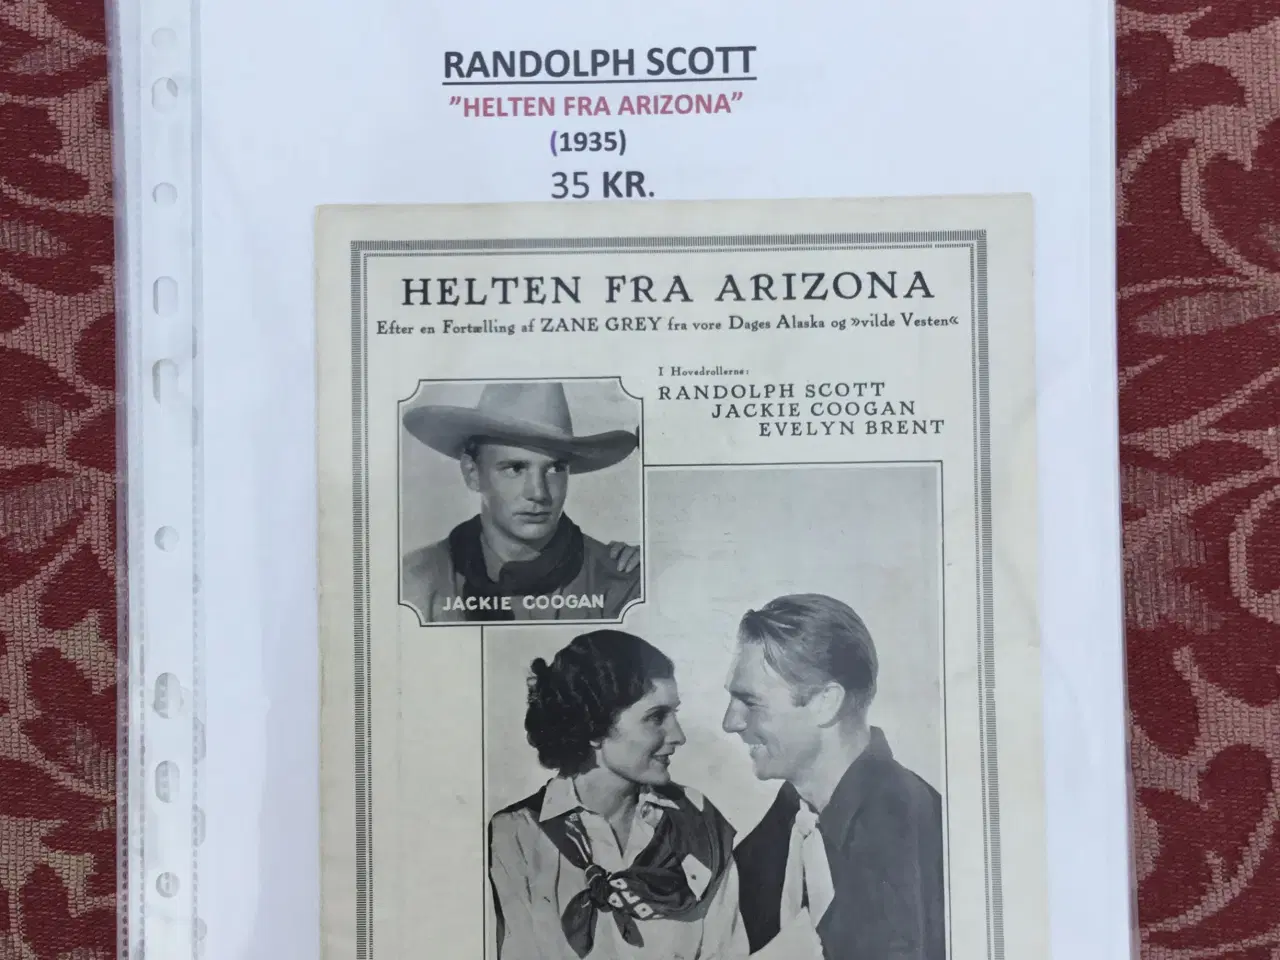 RANDOLPH SCOTT
”HELTEN FRA ARIZONA”
(1935)
35 KR.
HELTEN FRA ARIZONA
Efter en Fortælling af ZANE GREY fra vore Dages Alaska og »vilde Vesten«
I Hovedrollerne:
RANDOLPH SCOTT
JACKIE COOGAN
EVELYN BRENT
JACKIE COOGAN